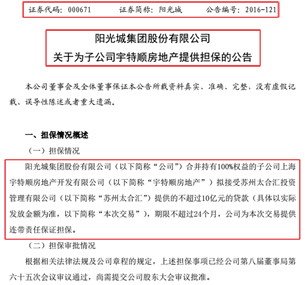 证券代码：000671 证券简称：阳光城 公告编号：2016-121
阳光城集团股份有限公司
关于为子公司宇特顺房地产提供担保的公告
本公司董事会及全体董事保证本公告所载资料真实、准确、完整，没有虚假记
载、误导性陈述或者重大遗漏。
一、担保情况概述
（一）担保情况
阳光城集团股份有限公司（以下简称“公司”）合并持有100%权益的子公司上海
宇特顺房地产开发有限公司（以下简称“宇特顺房地产”）拟接受苏州太合汇投资
管理有限公司（以下简称“苏州太合汇”）提供的不超过10亿元的贷款（具体以实际
发放金额为准，以下简称“本次交易”），期限不超过24个月，公司为本次交易提供
连带责任保证担保。
（二）担保审批情况
根据相关法律法规及公司章程的规定，上述担保事项已经公司第八届董事局第
六十五次会议审议通过，尚需提交公司股东大会审议批准。